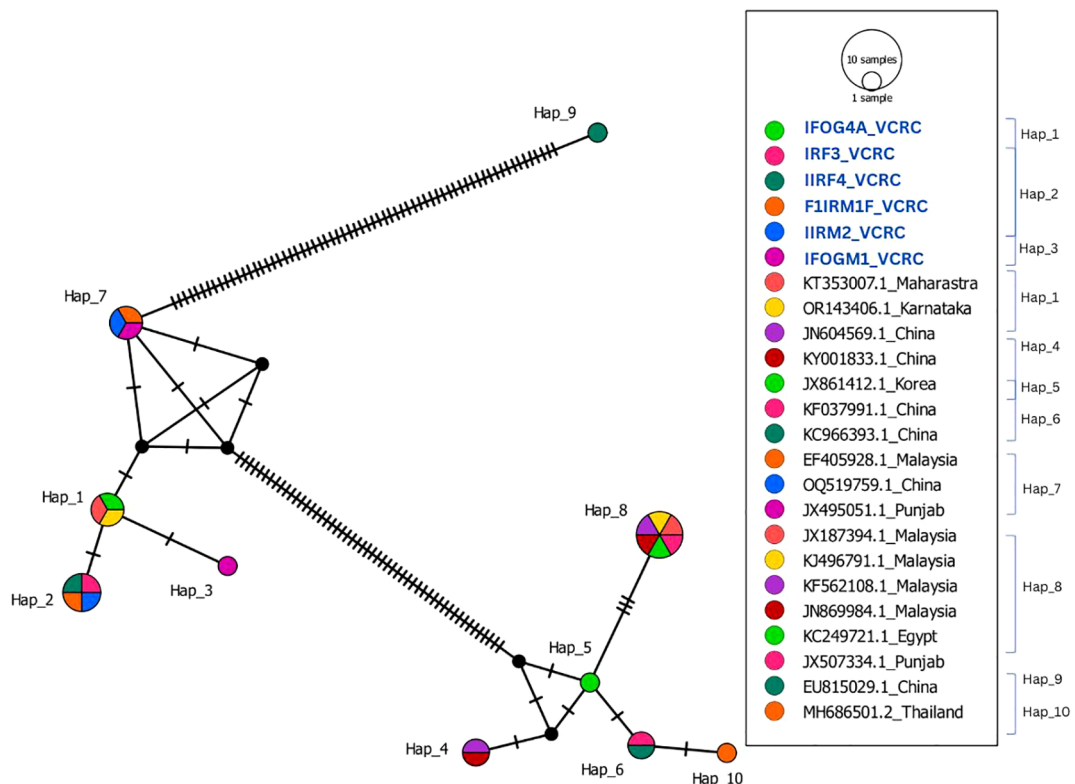 Hap_9
Hap_7
Hap_1
Hap_2
Hap_3
Hap_8
Hap_5
Hap_4
Hap_6
Hap_10
10 samples
1 sample
IFOG4A_VCRC
IRF3_VCRC
IIRF4_VCRC
F1IRM1F_VCRC
IIRM2_VCRC
IFOGM1_VCRC
KT353007.1_Maharastra
OR143406.1_Karnataka
JN604569.1_China
KY001833.1_China
JX861412.1_Korea
KF037991.1_China
KC966393.1_China
EF405928.1_Malaysia
OQ519759.1_China
JX495051.1_Punjab
JX187394.1_Malaysia
KJ496791.1_Malaysia
KF562108.1_Malaysia
JN869984.1_Malaysia
KC249721.1_Egypt
JX507334.1_Punjab
EU815029.1_China
MH686501.2_Thailand
Hap_1
Hap_2
Hap_3
Hap_1
Hap_4
Hap_5
Hap_6
Hap_7
Hap_8
Hap_9
Hap_10